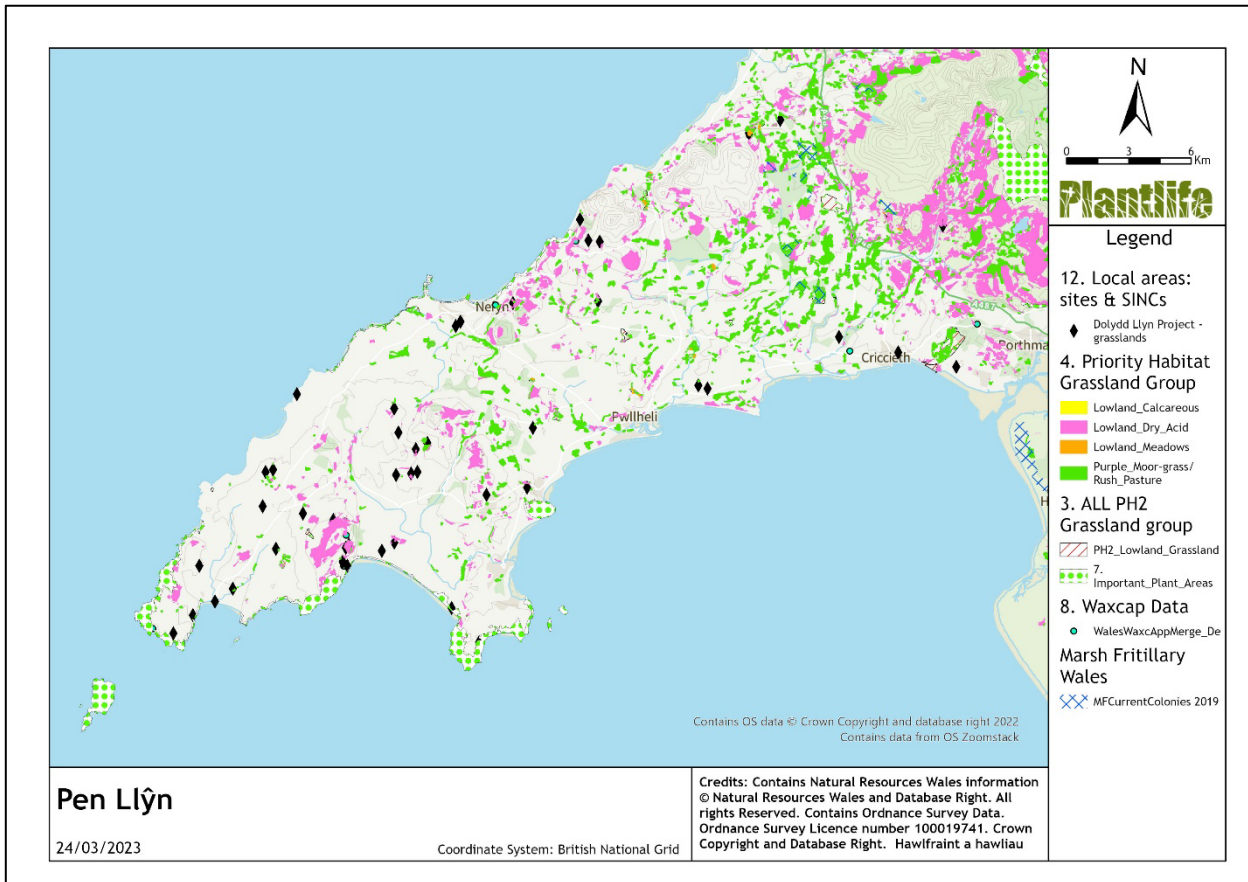 Nefyn
Pwllheli
Criccieth
A487
Porthma
H
Contains OS data © Crown Copyright and database right 2022
Contains data from OS Zoomstack
N
0 3 6
Km
Plantlife
Legend
12. Local areas:
sites & SINCs
Dolydd Llyn Project -
grasslands
4. Priority Habitat
Grassland Group
Lowland_Calcareous
Lowland_Dry_Acid
Lowland_Meadows
Purple_Moor-grass/
Rush_Pasture
3. ALL PH2
Grassland group
PH2_Lowland_Grassland
7.
Important_Plant_Areas
8. Waxcap Data
WalesWaxcAppMerge_De
Marsh Fritillary
Wales
MFCurrentColonies 2019
Pen Llŷn
24/03/2023
Coordinate System: British National Grid
Credits: Contains Natural Resources Wales information
© Natural Resources Wales and Database Right. All
rights Reserved. Contains Ordnance Survey Data.
Ordnance Survey Licence number 100019741. Crown
Copyright and Database Right. Hawlfraint a hawliau